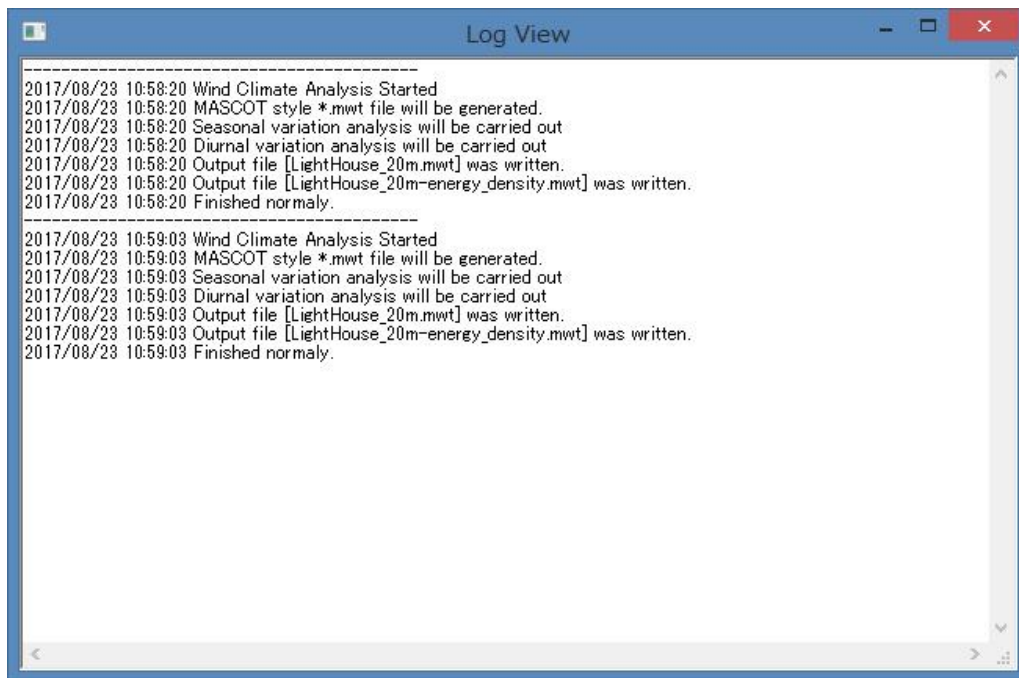 Log View
------------------------------------------
2017/08/23 10:58:20 Wind Climate Analysis Started
2017/08/23 10:58:20 MASCOT style *.mwt file will be generated.
2017/08/23 10:58:20 Seasonal variation analysis will be carried out
2017/08/23 10:58:20 Diurnal variation analysis will be carried out
2017/08/23 10:58:20 Output file [LightHouse_20m.mwt] was written.
2017/08/23 10:58:20 Output file [LightHouse_20m-energy_density.mwt] was written.
2017/08/23 10:58:20 Finished normaly.
------------------------------------------
2017/08/23 10:59:03 Wind Climate Analysis Started
2017/08/23 10:59:03 MASCOT style *.mwt file will be generated.
2017/08/23 10:59:03 Seasonal variation analysis will be carried out
2017/08/23 10:59:03 Diurnal variation analysis will be carried out
2017/08/23 10:59:03 Output file [LightHouse_20m.mwt] was written.
2017/08/23 10:59:03 Output file [LightHouse_20m-energy_density.mwt] was written.
2017/08/23 10:59:03 Finished normaly.